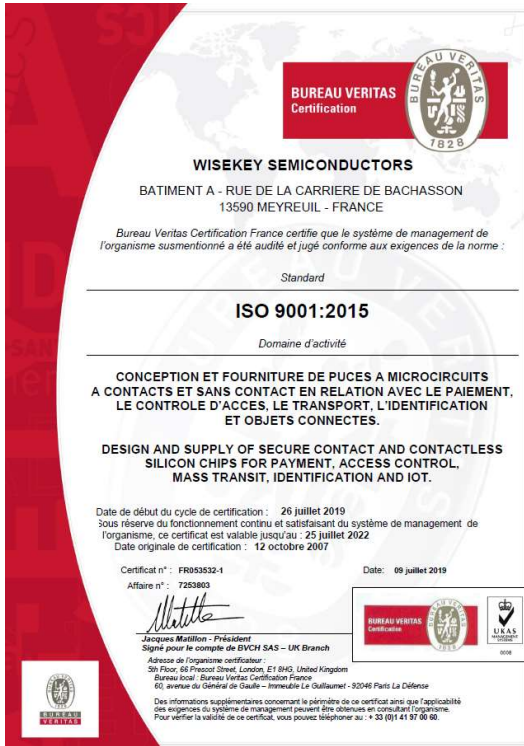 BUREAU VERITAS
Certification
BUREAU VERITAS
1828
WISEKEY SEMICONDUCTORS
BATIMENT A - RUE DE LA CARRIERE DE BACHASSON
13590 MEYREUIL - FRANCE
Bureau Veritas Certification France certifie que le système de management de
l'organisme susmentionné a été audité et jugé conforme aux exigences de la norme :
Standard
ISO 9001:2015
Domaine d'activité
CONCEPTION ET FOURNITURE DE PUCES A MICROCIRCUITS
A CONTACTS ET SANS CONTACT EN RELATION AVEC LE PAIEMENT,
LE CONTROLE D'ACCES, LE TRANSPORT, L'IDENTIFICATION
ET OBJETS CONNECTES.
DESIGN AND SUPPLY OF SECURE CONTACT AND CONTACTLESS
SILICON CHIPS FOR PAYMENT, ACCESS CONTROL,
MASS TRANSIT, IDENTIFICATION AND IOT.
Date de début du cycle de certification : 26 juillet 2019
Sous réserve du fonctionnement continu et satisfaisant du système de management de
l'organisme, ce certificat est valable jusqu'au : 25 juillet 2022
Date originale de certification : 12 octobre 2007
Certificat n° : FR053532-1 Date: 09 juillet 2019
Affaire n° : 7253803
Jacques Matillon - Président
Signé pour le compte de BVCH SAS – UK Branch
Adresse de l'organisme certificateur :
5th Floor, 66 Prescot Street, London, E1 8HG, United Kingdom
Bureau local : Bureau Veritas Certification France
60, avenue du Général de Gaulle – Immeuble Le Guillaumet - 92046 Paris La Défense
Des informations supplémentaires concernant le périmètre de ce certificat ainsi que l'applicabilité
des exigences du système de management peuvent être obtenues en consultant l'organisme.
Pour vérifier la validité de ce certificat, vous pouvez téléphoner au : + 33 (0)1 41 97 00 60.
BUREAU VERITAS
Certification
UKAS
MANAGEMENT
SYSTEMS
0008
BUREAU
VERITAS